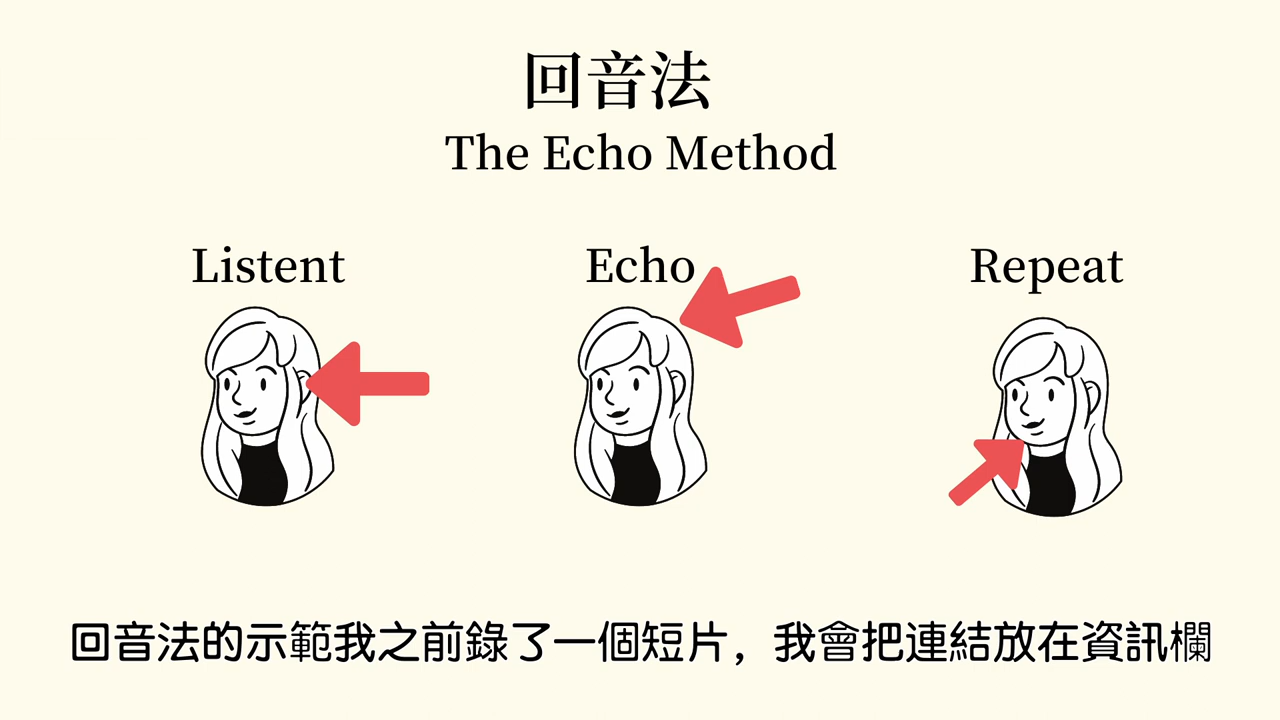 回音法
The Echo Method
Listent
Echo
Repeat
回音法的示範我之前錄了一個短片，我會把連結放在資訊欄